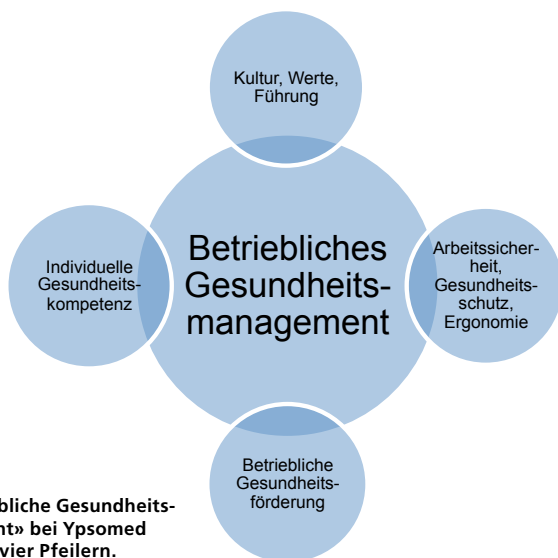 Kultur, Werte,
Führung
Betriebliches
Gesundheits-
management
Individuelle
Gesundheits-
kompetenz
Arbeitssicher-
heit,
Gesundheits-
schutz,
Ergonomie
Betriebliche
Gesundheits-
förderung
bliche Gesundheits-
nt» bei Ypsomed
vier Pfeilern.